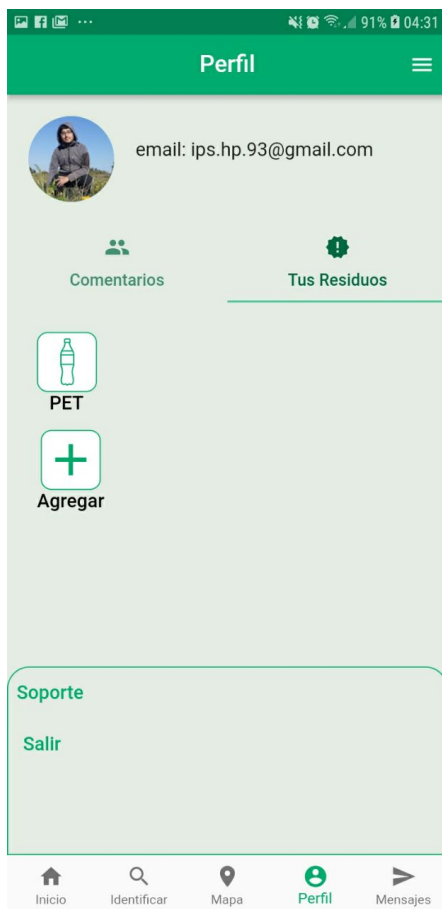 91% 04:31
Perfil
email: ips.hp.93@gmail.com
Comentarios
Tus Residuos
PET
Agregar
Soporte
Salir
Inicio
Identificar
Mapa
Perfil
Mensajes